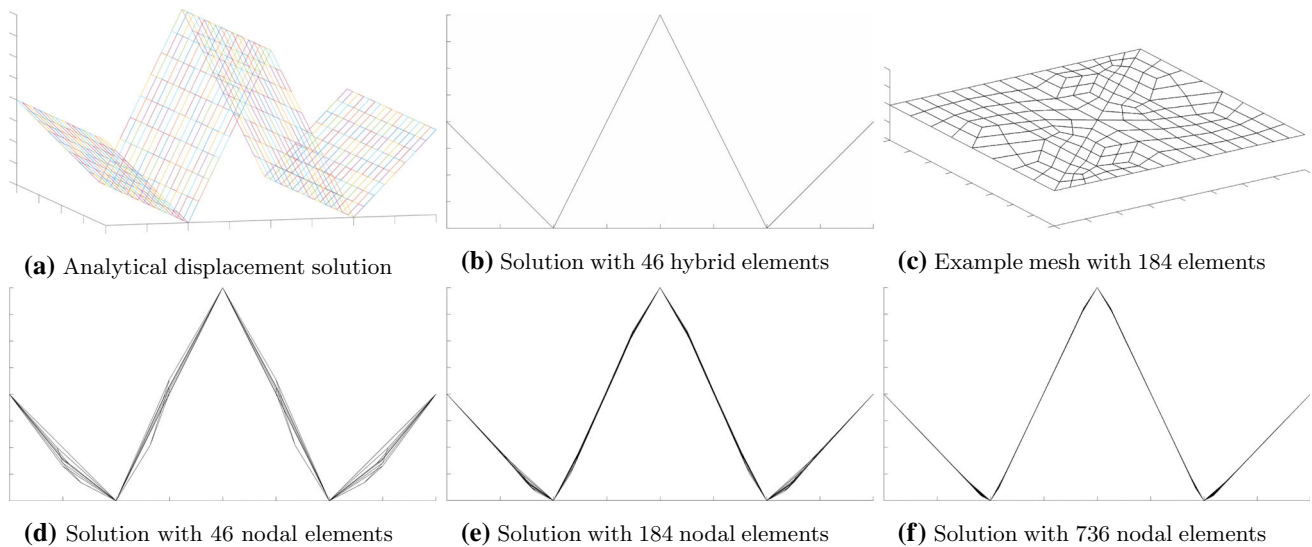 (a) Analytical displacement solution
(b) Solution with 46 hybrid elements
(c) Example mesh with 184 elements
(d) Solution with 46 nodal elements
(e) Solution with 184 nodal elements
(f) Solution with 736 nodal elements